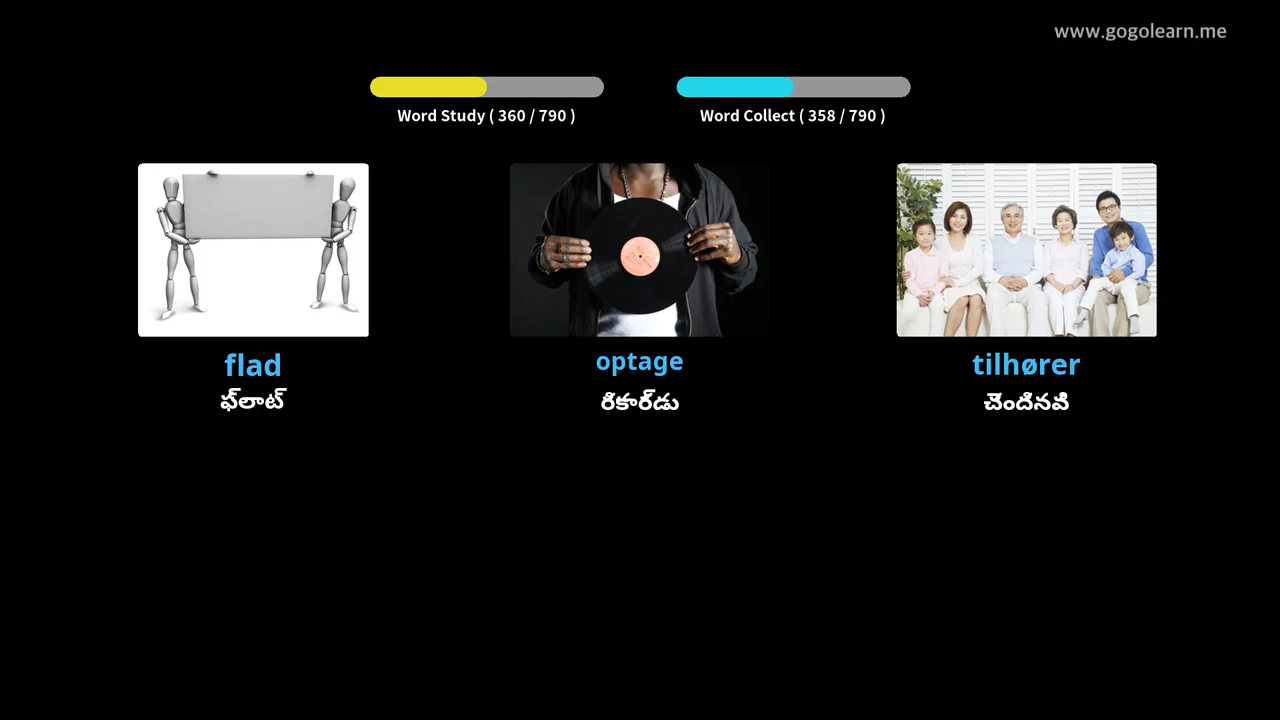 www.gogolearn.me
Word Study ( 360 / 790 )
Word Collect ( 358 / 790 )
flad
optage
tilhører
ఫ్లాట్
రికార్డు
చెందినవి